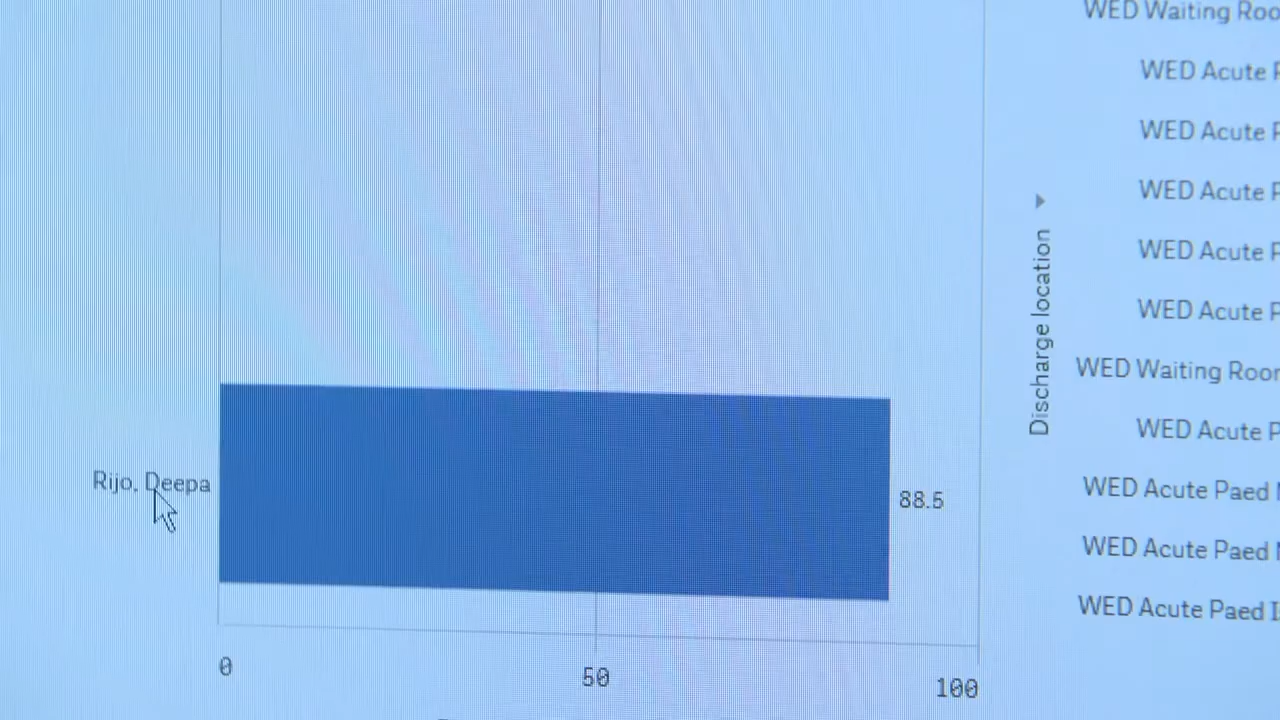 Rijo, Deepa
88.5
0
50
100
Discharge location
WED Waiting Roo
WED Acute P
WED Acute P
WED Acute P
WED Acute P
WED Acute P
WED Waiting Room
WED Acute P
WED Acute Paed
WED Acute Paed
WED Acute Paed I